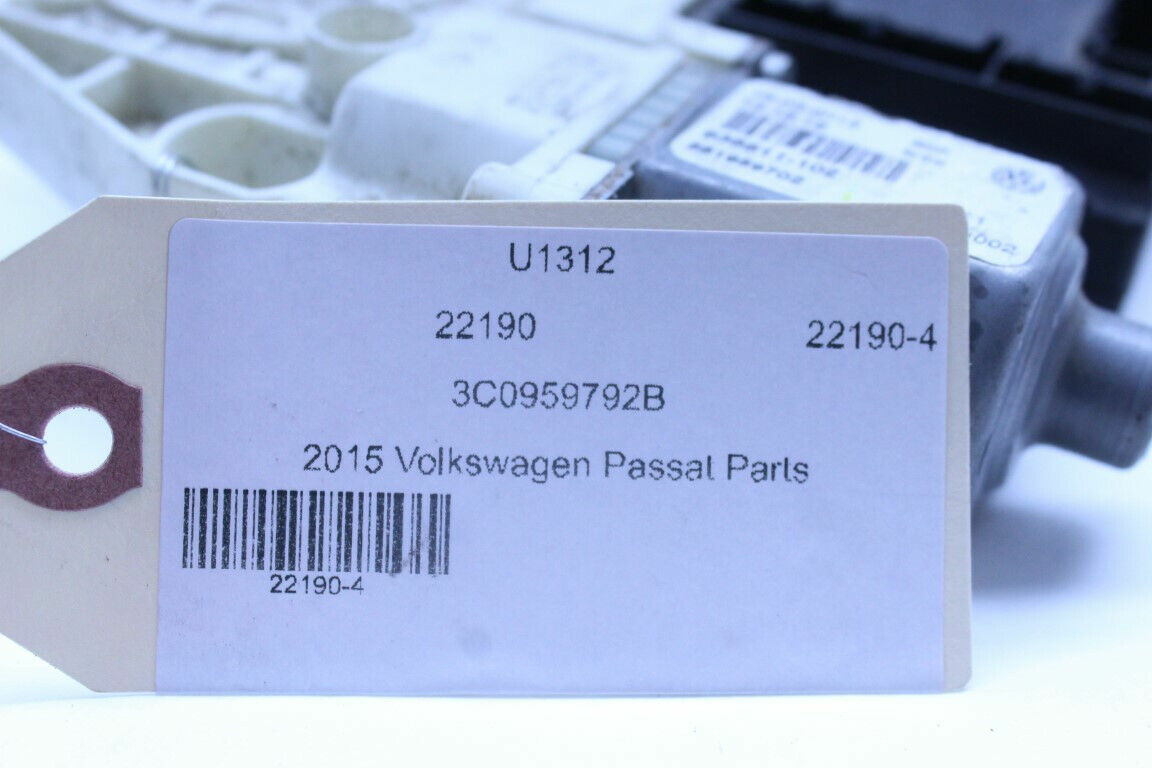 U1312
22190 22190-4
3C0959792B
2015 Volkswagen Passat Parts
22190-4